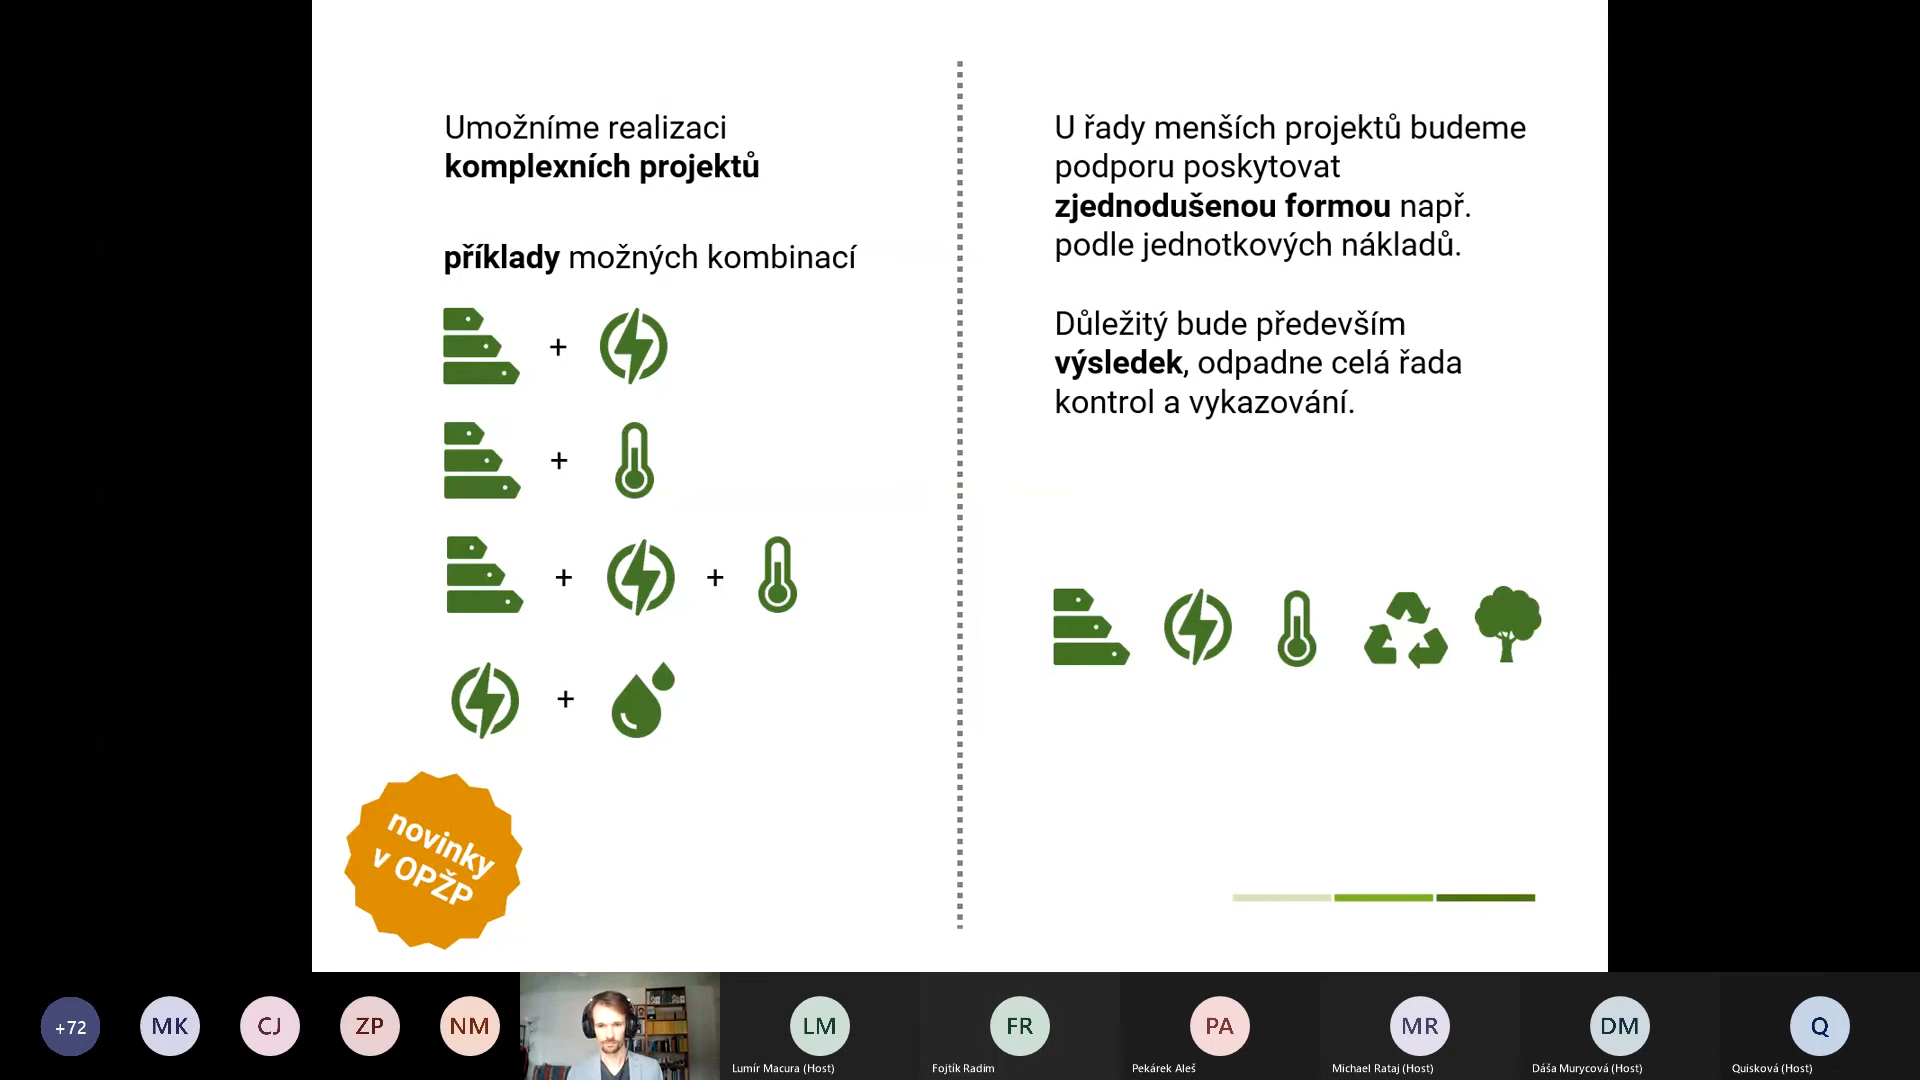 Umožníme realizaci
komplexních projektů
příklady možných kombinací
+
+
+ +
+
novinky
v OPŽP
U řady menších projektů budeme
podporu poskytovat
zjednodušenou formou např.
podle jednotkových nákladů.
Důležitý bude především
výsledek, odpadne celá řada
kontrol a vykazování.
+72
MK
CJ
ZP
NM
LM
Lumír Macura (Host)
FR
Fojtík Radim
PA
Pekárek Aleš
MR
Michael Rataj (Host)
DM
Dáša Murycová (Host)
Q
Quisková (Host)